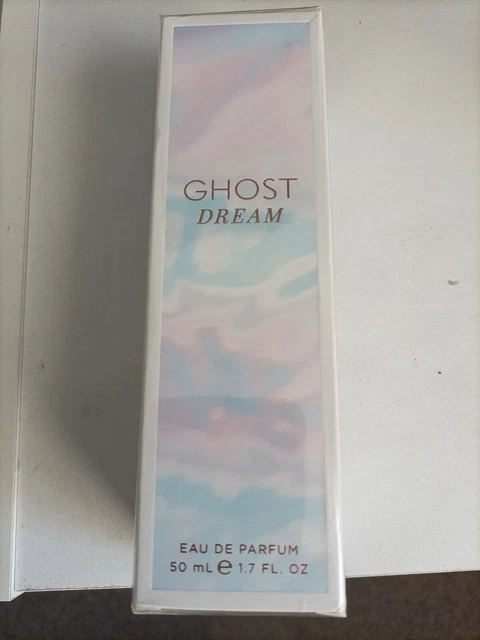 GHOST
DREAM
EAU DE PARFUM
50 mL ℮ 1.7 FL. OZ